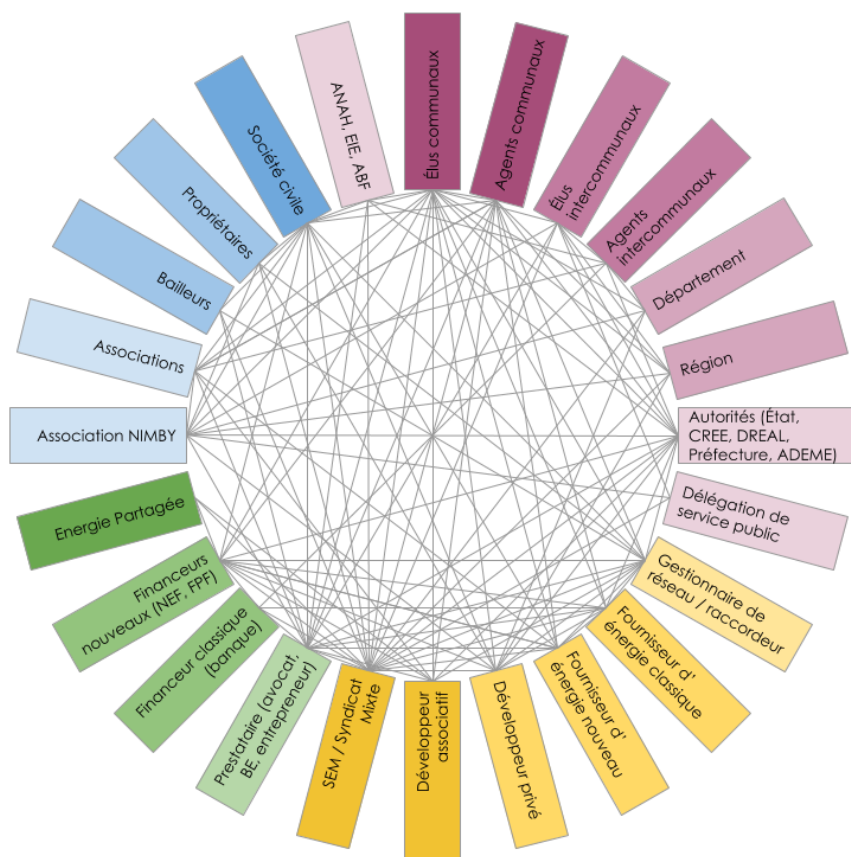 Élus communaux
Agents communaux
Élus
intercommunaux
Agents
intercommunaux
Département
Région
Autorités (État,
CREE, DREAL,
Préfecture, ADEME)
Délégation de
service public
Gestionnaire de
réseau / raccordeur
Fournisseur d'
énergie classique
Fournisseur d'
énergie nouveau
Développeur privé
Développeur
associatif
SEM / Syndicat
Mixte
Prestataire (avocat,
BE, entrepreneur)
Financeur classique
(banque)
Financeurs
nouveaux (NEF, FPF)
Energie Partagée
Association NIMBY
Associations
Bailleurs
Propriétaires
Société civile
ANAH, EIE, ABF